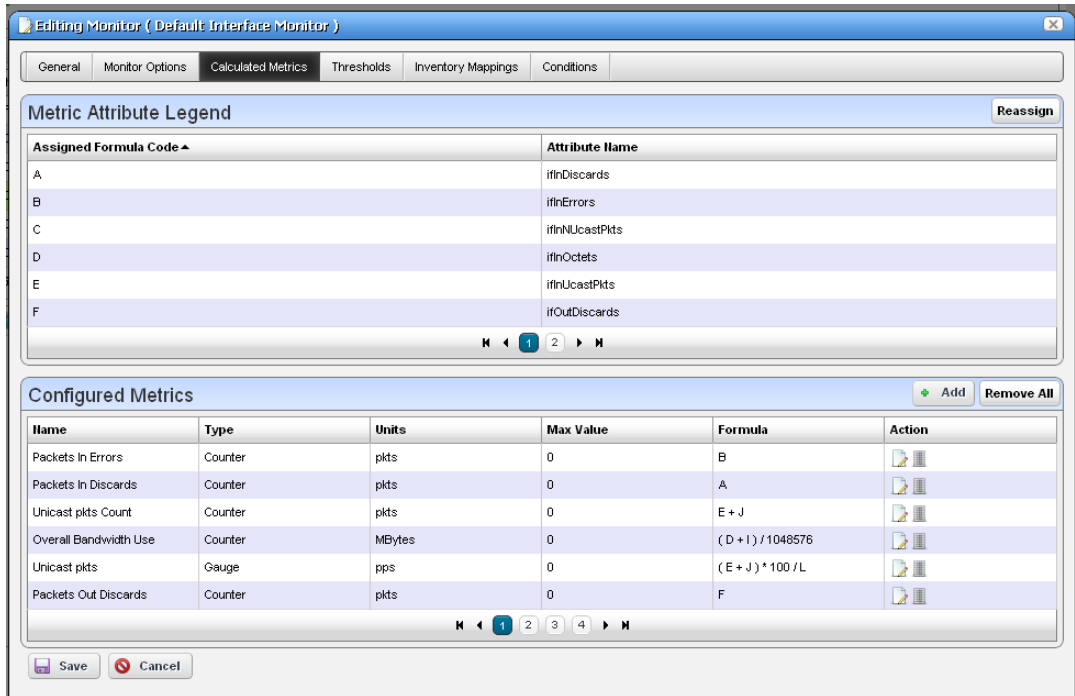 Editing Monitor ( Default Interface Monitor )
General Monitor Options Calculated Metrics Thresholds Inventory Mappings Conditions
Metric Attribute Legend Reassign
Assigned Formula Code Attribute Name
A ifInDiscards
B ifInErrors
C ifInNUcastPkts
D ifInOctets
E ifInUcastPkts
F ifOutDiscards
1 2
Configured Metrics Add Remove All
Name Type Units Max Value Formula Action
Packets In Errors Counter pkts 0 B
Packets In Discards Counter pkts 0 A
Unicast pkts Count Counter pkts 0 E + J
Overall Bandwidth Use Counter MBytes 0 ( D + I ) / 1048576
Unicast pkts Gauge pps 0 ( E + J ) * 100 / L
Packets Out Discards Counter pkts 0 F
1 2 3 4
Save Cancel